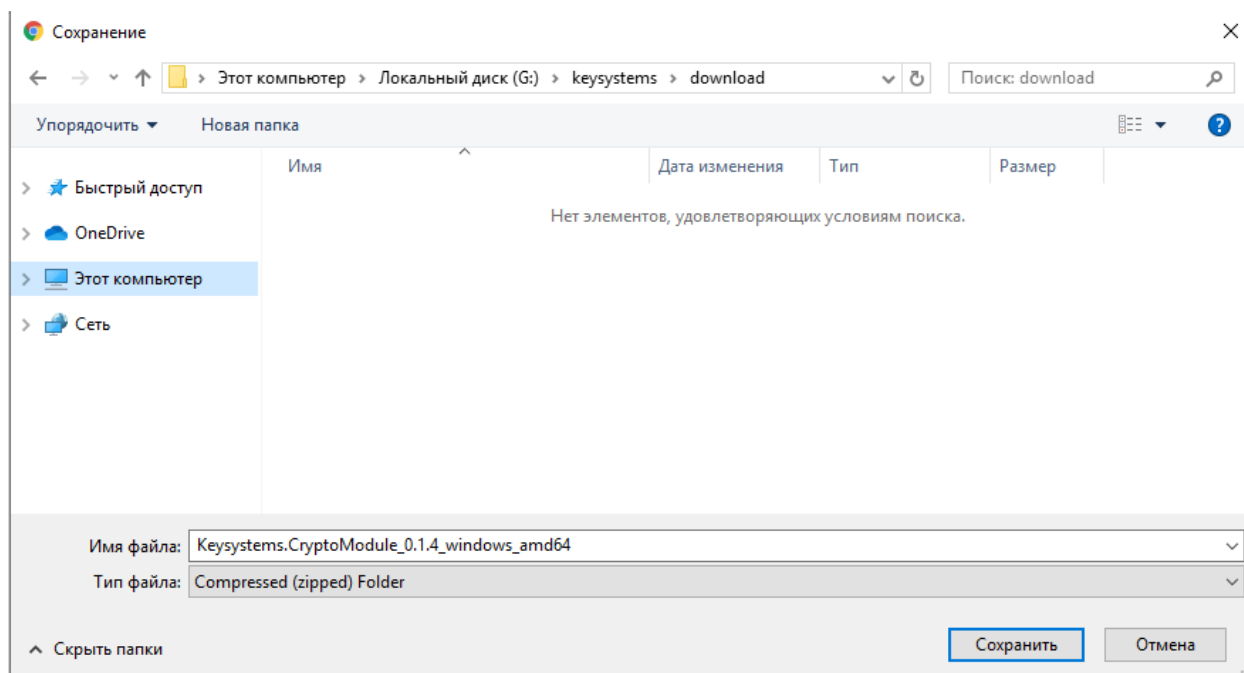 Сохранение
Этот компьютер > Локальный диск (G:) > keysystems > download
Поиск: download
Упорядочить
Новая папка
Имя
Дата изменения
Тип
Размер
Быстрый доступ
Нет элементов, удовлетворяющих условиям поиска.
OneDrive
Этот компьютер
Сеть
Имя файла: Keysystems.CryptoModule_0.1.4_windows_amd64
Тип файла: Compressed (zipped) Folder
Скрыть папки
Сохранить
Отмена